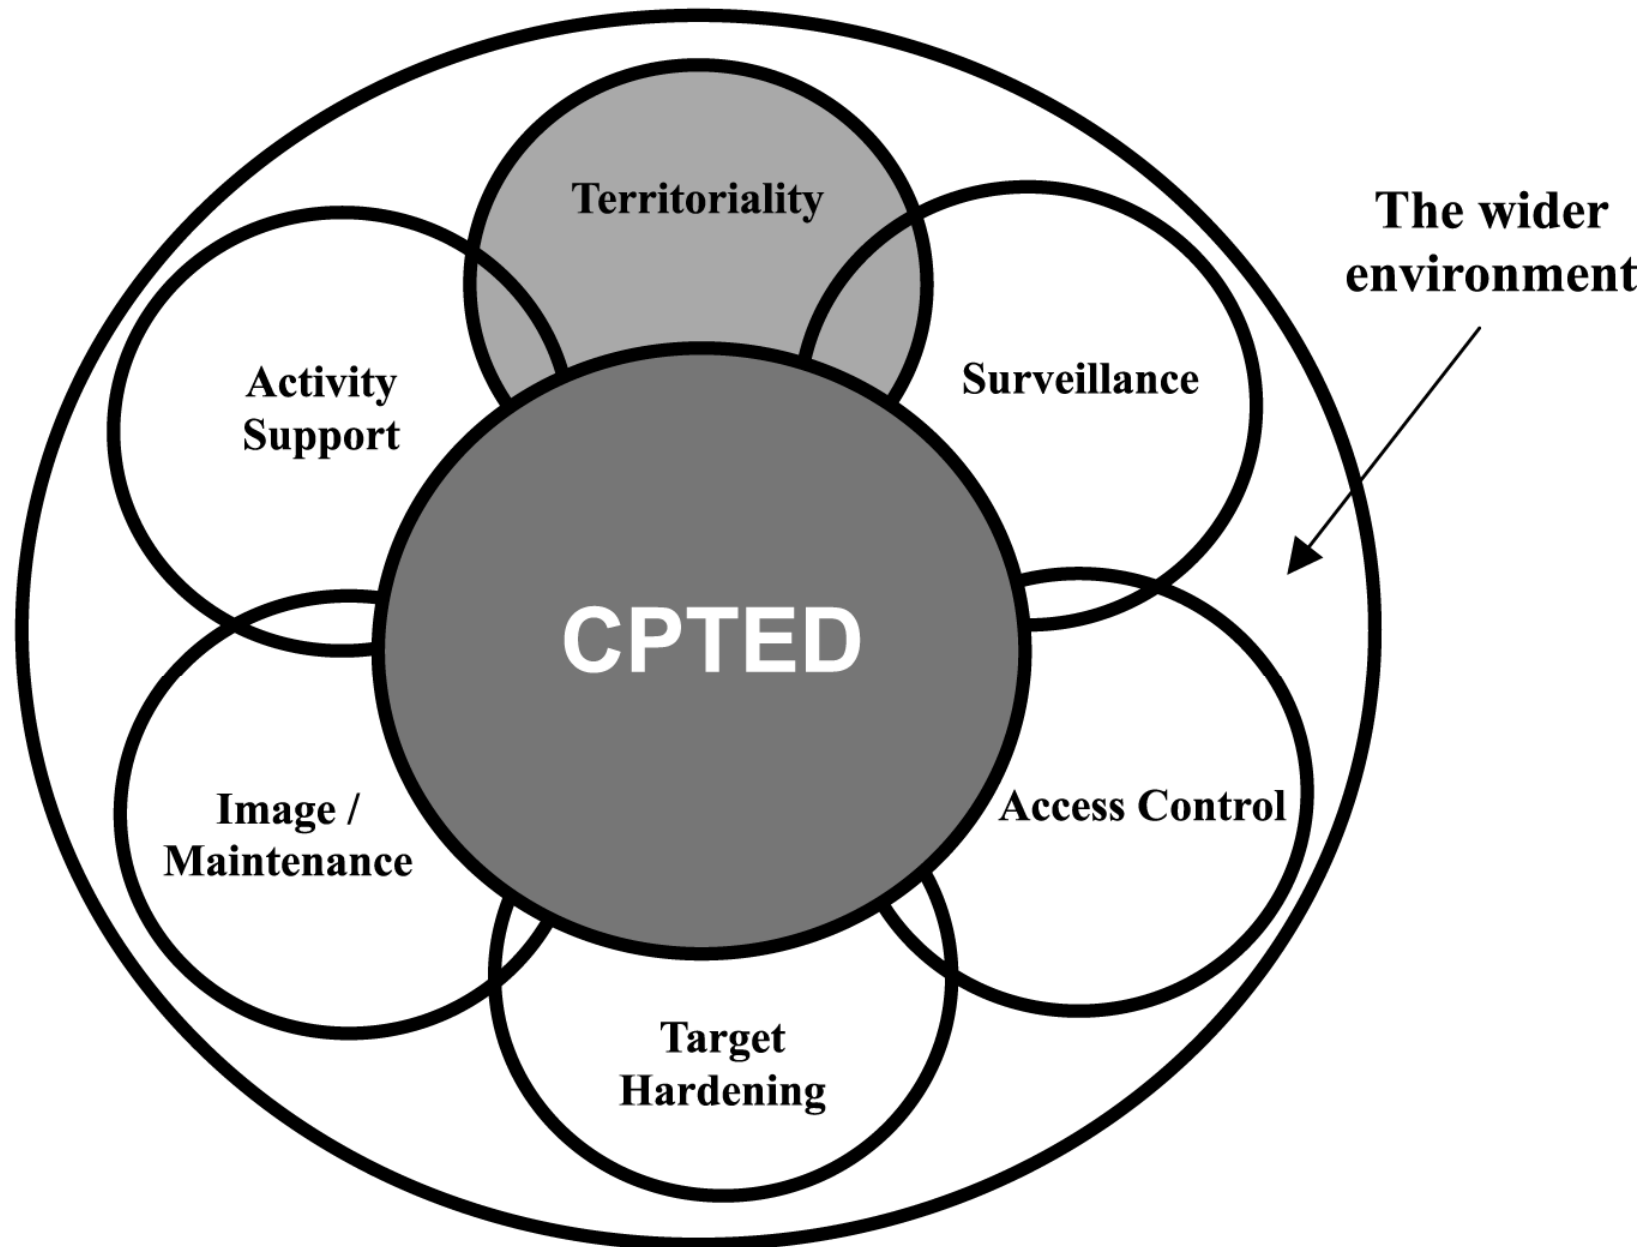 Territoriality
The wider
environment
Activity
Support
Surveillance
CPTED
Image /
Maintenance
Access Control
Target
Hardening